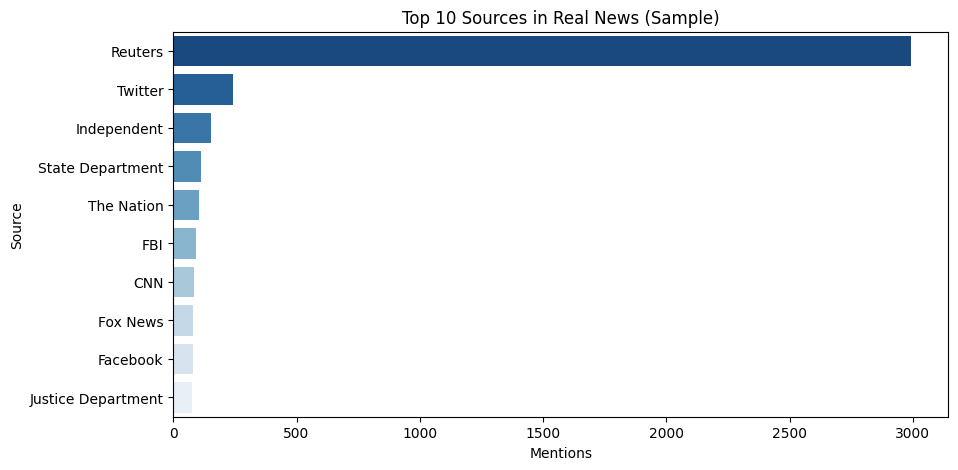 Top 10 Sources in Real News (Sample)
Source
Reuters
Twitter
Independent
State Department
The Nation
FBI
CNN
Fox News
Facebook
Justice Department
0 500 1000 1500 2000 2500 3000
Mentions